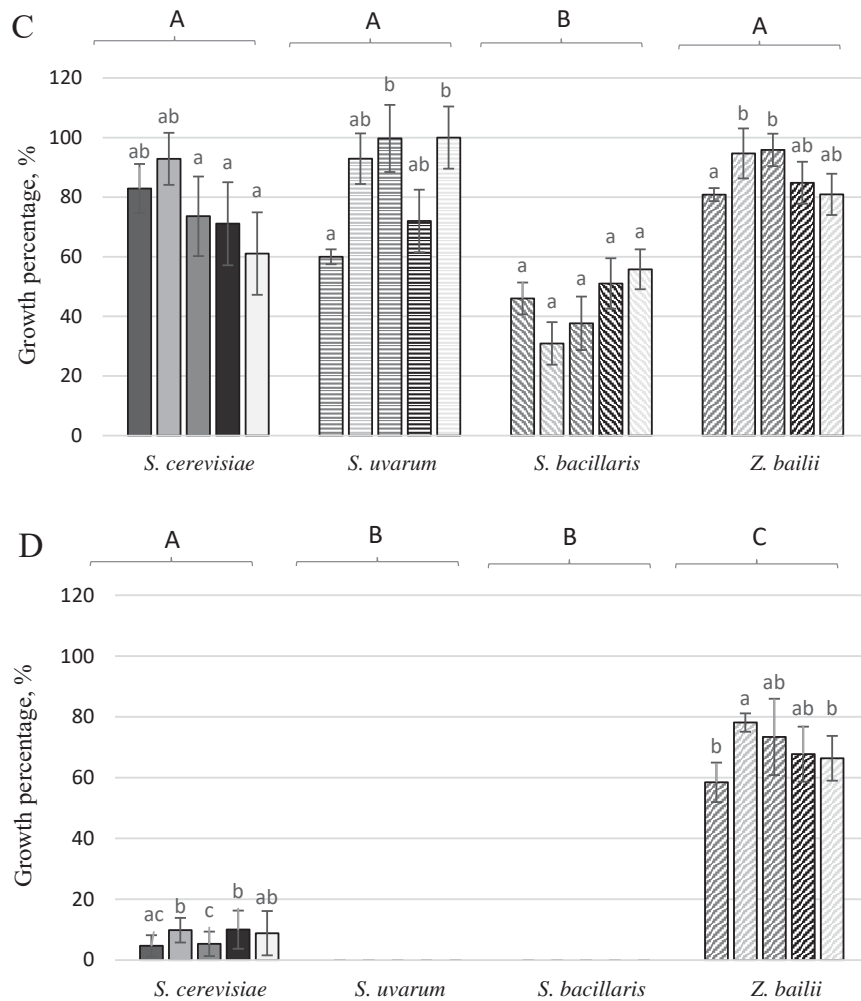 C
A A B A
Growth percentage, %
120
100
80
60
40
20
0
ab ab a a a
a ab b ab b
a a a a a
a b b ab ab
S. cerevisiae S. uvarum S. bacillaris Z. bailii
D
A B B C
Growth percentage, %
120
100
80
60
40
20
0
ac b c b ab
b a ab ab b
S. cerevisiae S. uvarum S. bacillaris Z. bailii